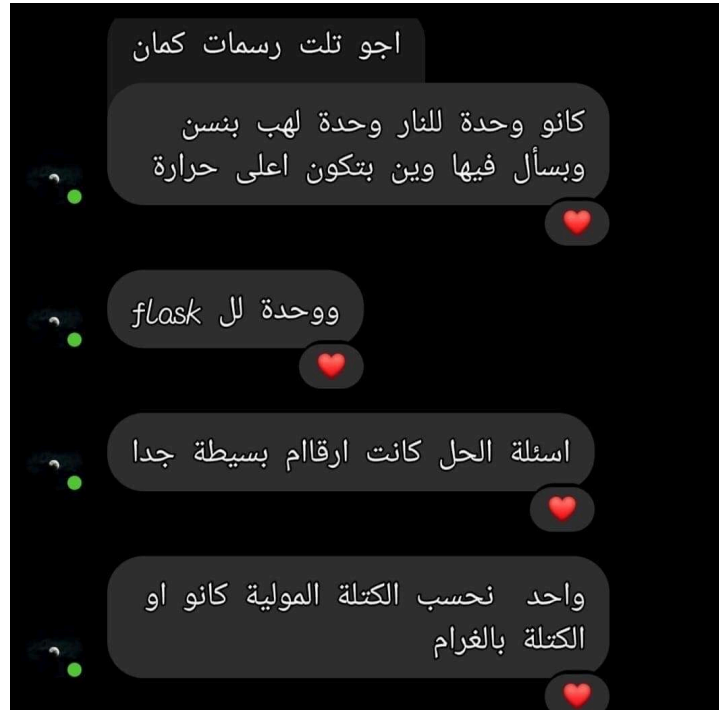 اجو تلت رسمات كمان
كانو وحدة للنار وحدة لهب بنسن
وبسأل فيها وين بتكون اعلى حرارة
ووحدة لل flask
اسئلة الحل كانت ارقاام بسيطة جدا
واحد نحسب الكتلة المولية كانو او
الكتلة بالغرام